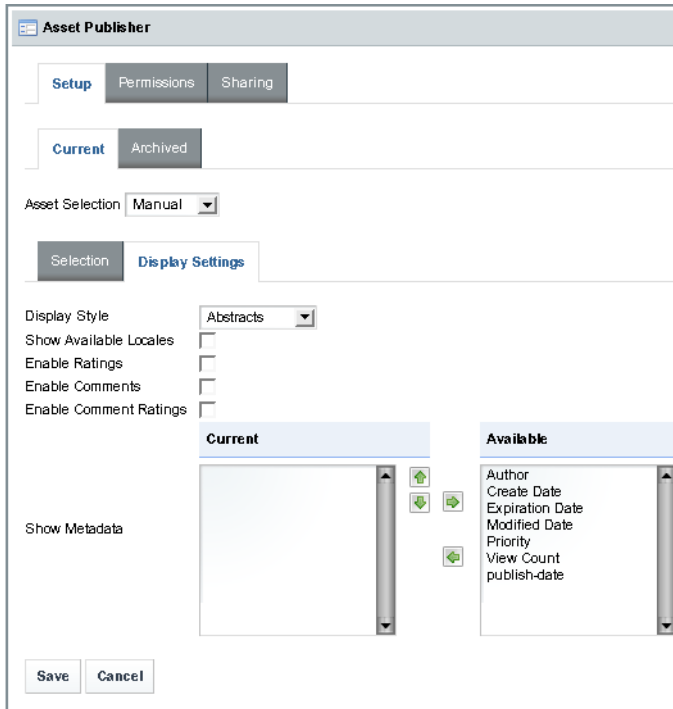 Asset Publisher
Setup Permissions Sharing
Current Archived
Asset Selection Manual
Selection Display Settings
Display Style Abstracts
Show Available Locales
Enable Ratings
Enable Comments
Enable Comment Ratings
Current Available
Show Metadata
Author
Create Date
Expiration Date
Modified Date
Priority
View Count
publish-date
Save Cancel